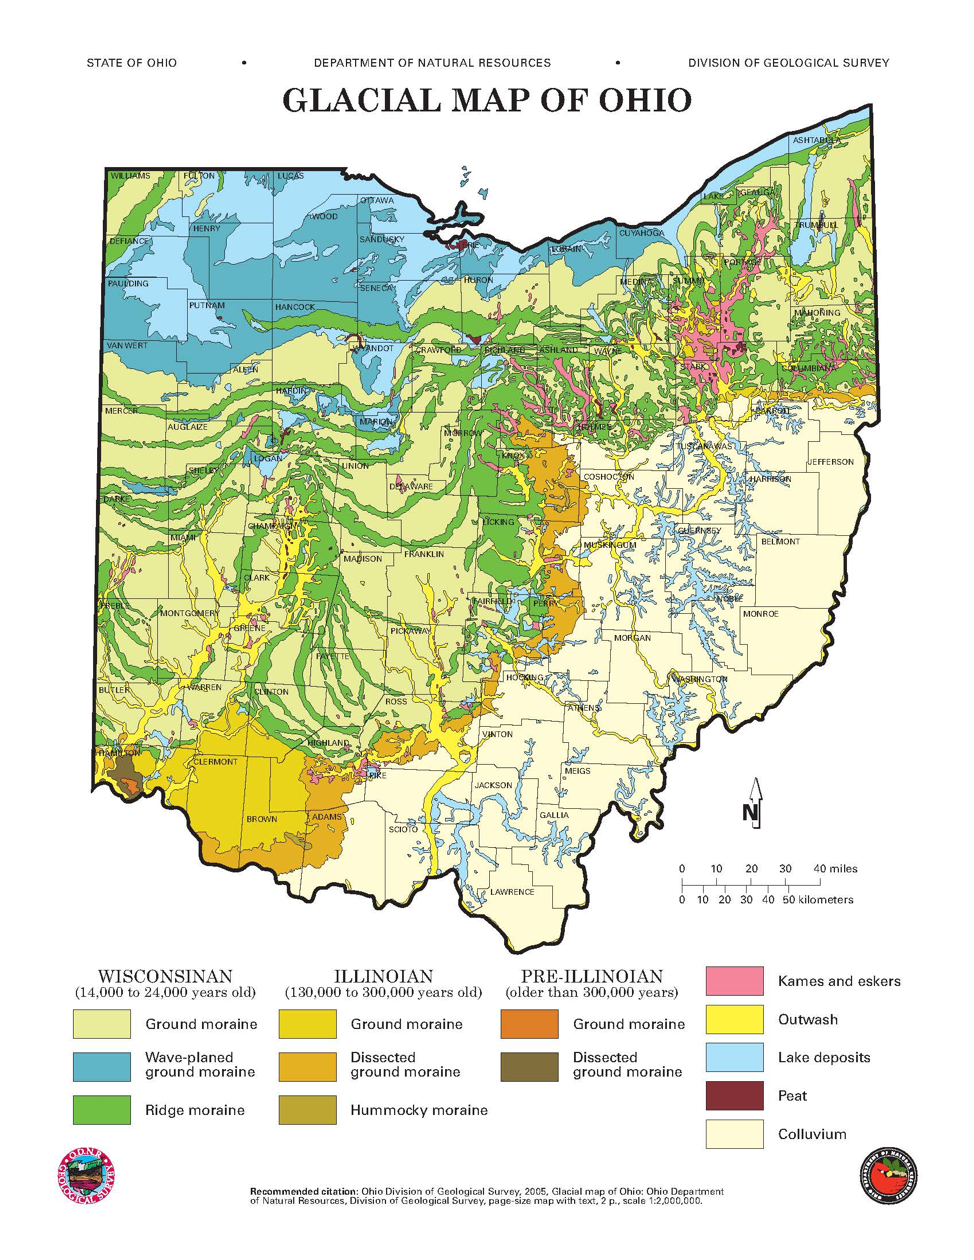 STATE OF OHIO • DEPARTMENT OF NATURAL RESOURCES • DIVISION OF GEOLOGICAL SURVEY
GLACIAL MAP OF OHIO
ASHTABULA
WILLIAMS FULTON LUCAS
LAKE GEAUGA
OTTAWA
WOOD
TRUMBULL
HENRY
CUYAHOGA
DEFIANCE SANDUSKY ERIE LORAIN
PORTAGE
PAULDING SENECA HURON MEDINA SUMMIT
PUTNAM HANCOCK
MAHONING
VAN WERT WYANDOT CRAWFORD RICHLAND ASHLAND WAYNE
ALLEN STARK COLUMBIANA
HARDIN
MERCER CARROLL
AUGLAIZE MARION HOLMES
MORROW
TUSCARAWAS
LOGAN KNOX
SHELBY UNION JEFFERSON
COSHOCTON HARRISON
DELAWARE
DARKE
CHAMPAIGN LICKING
GUERNSEY
MIAMI MUSKINGUM BELMONT
MADISON FRANKLIN
CLARK
PREBLE FAIRFIELD PERRY NOBLE
MONTGOMERY MONROE
GREENE PICKAWAY
MORGAN
FAYETTE
HOCKING WASHINGTON
BUTLER WARREN CLINTON
ROSS
ATHENS
VINTON
HIGHLAND
HAMILTON
CLERMONT
PIKE MEIGS
JACKSON
BROWN ADAMS GALLIA
SCIOTO
LAWRENCE
N
0 10 20 30 40 miles
0 10 20 30 40 50 kilometers
WISCONSINAN
(14,000 to 24,000 years old)
Ground moraine
Wave-planed
ground moraine
Ridge moraine
ILLINOIAN
(130,000 to 300,000 years old)
Ground moraine
Dissected
ground moraine
Hummocky moraine
PRE-ILLINOIAN
(older than 300,000 years)
Ground moraine
Dissected
ground moraine
Kames and eskers
Outwash
Lake deposits
Peat
Colluvium
O.D.N.R.
GEOLOGICAL SURVEY
Recommended citation: Ohio Division of Geological Survey, 2005, Glacial map of Ohio: Ohio Department
of Natural Resources, Division of Geological Survey, page-size map with text, 2 p., scale 1:2,000,000.